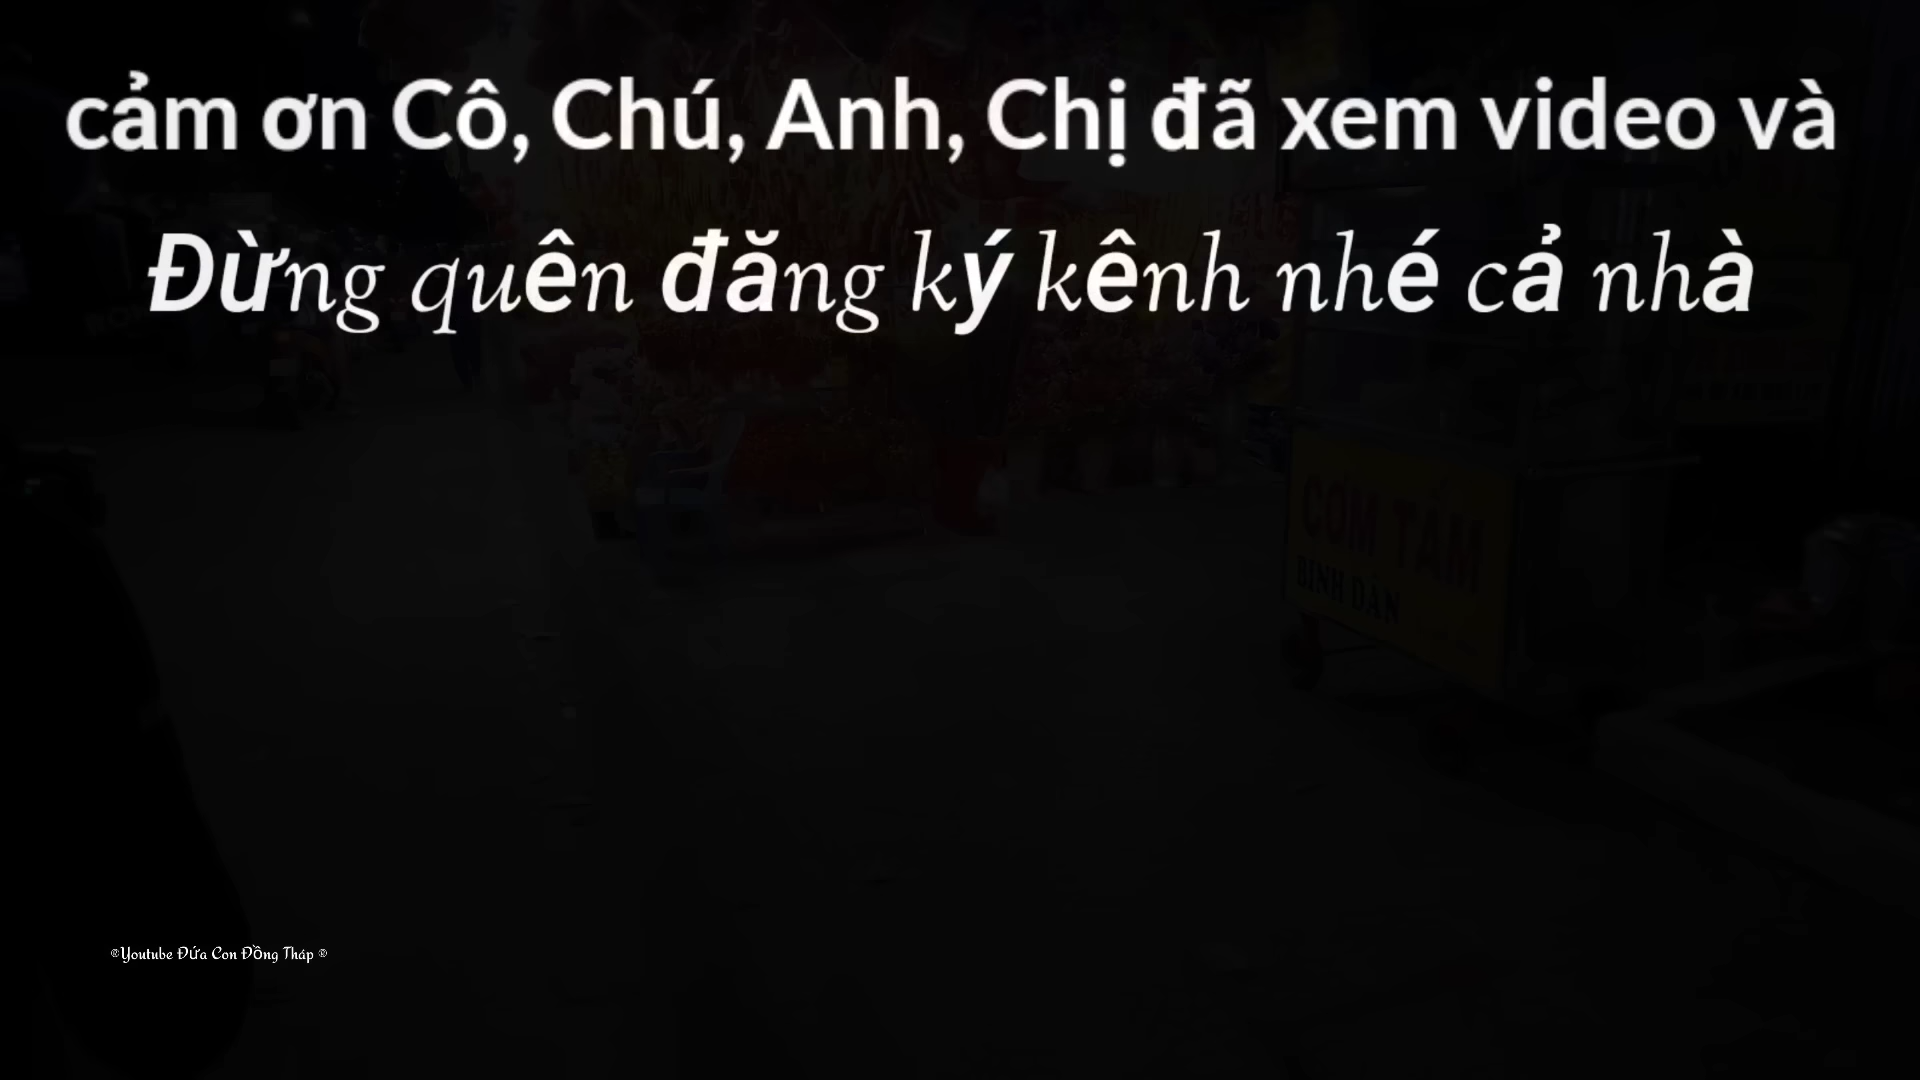 cảm ơn Cô, Chú, Anh, Chị đã xem video và
Đừng quên đăng ký kênh nhé cả nhà
CƠM TẤM
BÌNH DÂN
©Youtube Đứa Con Đồng Tháp ©